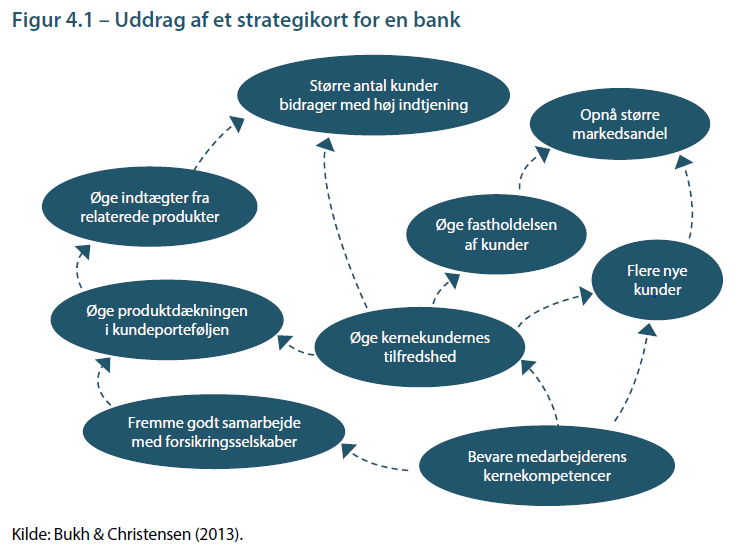 Figur 4.1 – Uddrag af et strategikort for en bank
Større antal kunder
bidrager med høj indtjening
Opnå større
markedsandel
Øge indtægter fra
relaterede produkter
Øge fastholdelsen
af kunder
Flere nye
kunder
Øge produktdækningen
i kundeporteføljen
Øge kernekundernes
tilfredshed
Fremme godt samarbejde
med forsikringsselskaber
Bevare medarbejderens
kernekompetencer
Kilde: Bukh & Christensen (2013).